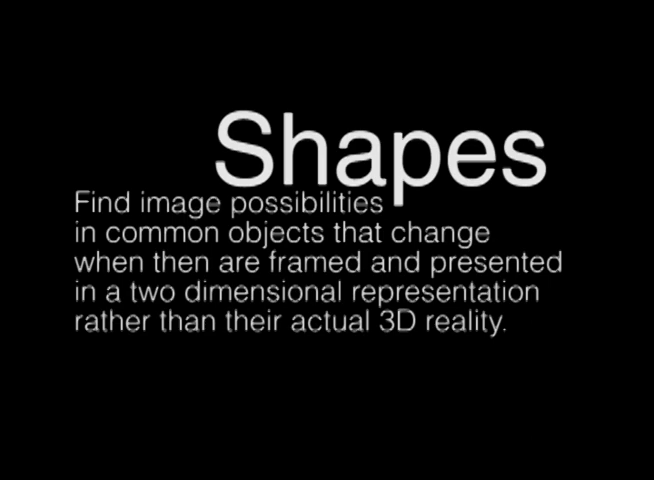 Shapes
Find image possibilities
in common objects that change
when then are framed and presented
in a two dimensional representation
rather than their actual 3D reality.